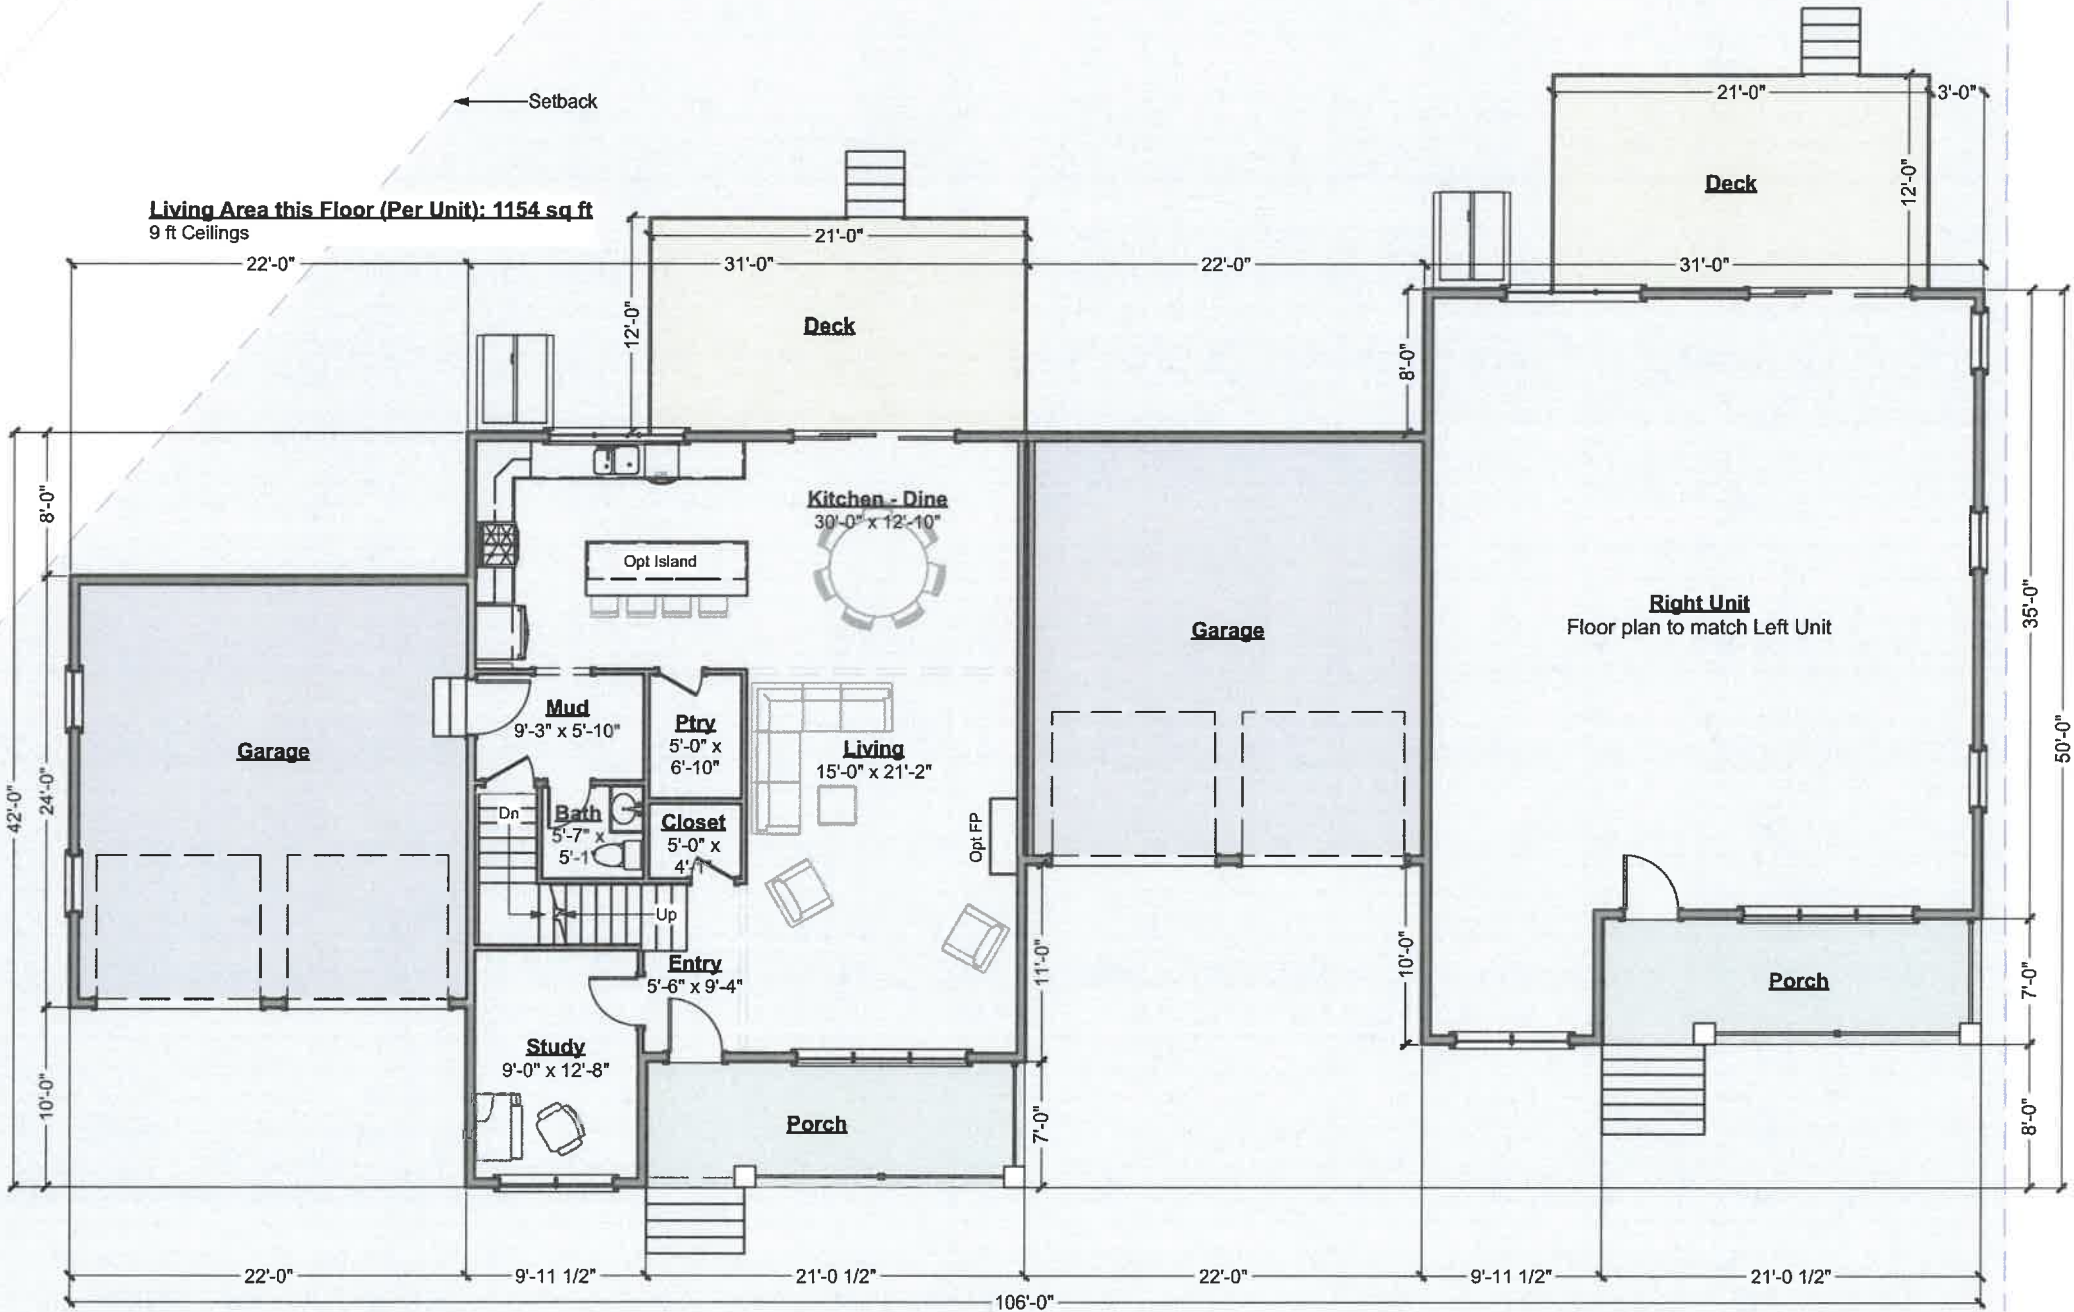 Setback
21'-0"
3'-0"
12'-0"
Deck
Living Area this Floor (Per Unit): 1154 sq ft
9 ft Ceilings
21'-0"
22'-0"
31'-0"
22'-0"
31'-0"
12'-0"
Deck
8'-0"
8'-0"
Kitchen - Dine
30'-0" x 12'-10"
Opt Island
Right Unit
Floor plan to match Left Unit
35'-0"
Garage
Mud
9'-3" x 5'-10"
Ptry
5'-0" x
6'-10"
Living
15'-0" x 21'-2"
Garage
50'-0"
42'-0"
24'-0"
Dn
Bath
5'-7" x
5'-1"
Closet
5'-0" x
Opt FP
Up
Entry
5'-6" x 9'-4"
11'-0"
10'-0"
Porch
7'-0"
Study
9'-0" x 12'-8"
10'-0"
Porch
7'-0"
8'-0"
22'-0"
9'-11 1/2"
21'-0 1/2"
22'-0"
9'-11 1/2"
21'-0 1/2"
106'-0"